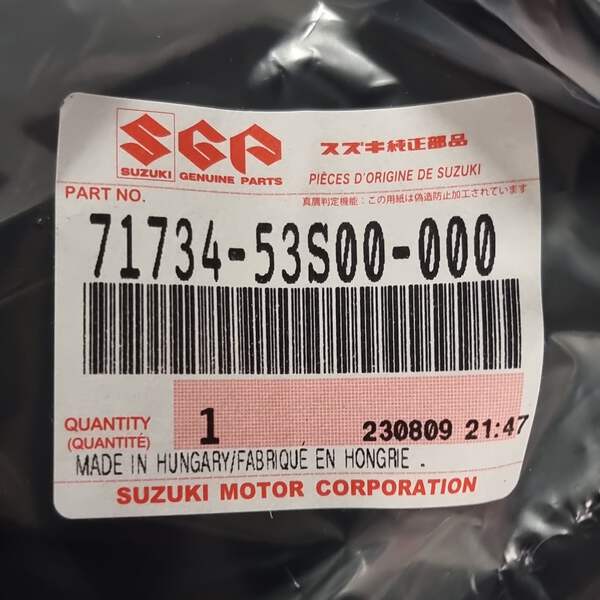 SGP
SUZUKI GENUINE PARTS
スズキ純正部品
PIÈCES D'ORIGINE DE SUZUKI
真贋判定機能：この用紙は偽造防止加工されています
PART NO.
71734-53S00-000
QUANTITY
(QUANTITÉ)
1
230809 21:47
MADE IN HUNGARY/FABRIQUÉ EN HONGRIE .
SUZUKI MOTOR CORPORATION